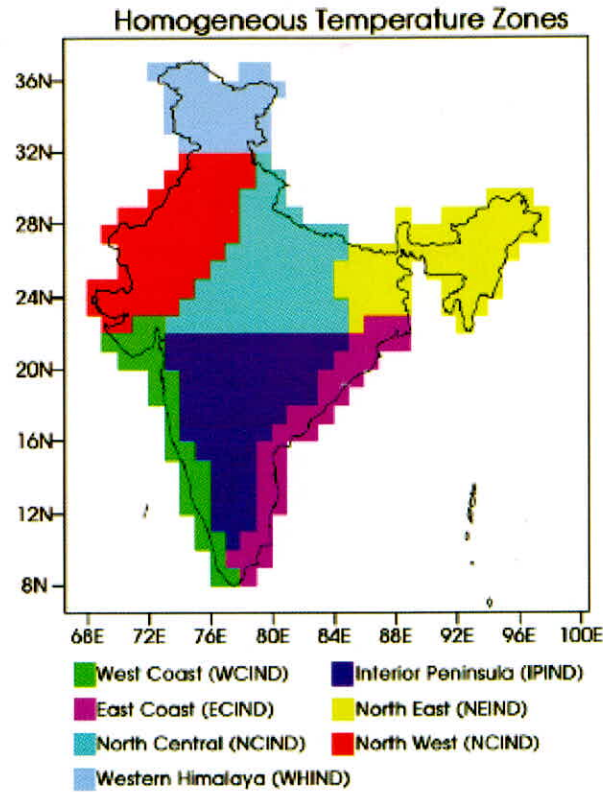 Homogeneous Temperature Zones
36N
32N
28N
24N
20N
16N
12N
8N
68E 72E 76E 80E 84E 88E 92E 96E 100E
West Coast (WCIND) Interior Peninsula (IPIND)
East Coast (ECIND) North East (NEIND)
North Central (NCIND) North West (NCIND)
Western Himalaya (WHIND)